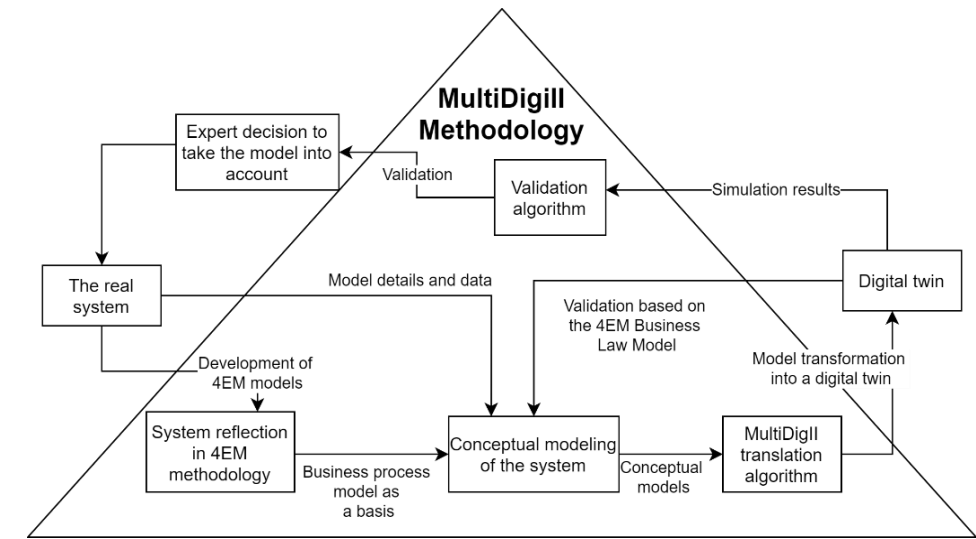 MultiDigiII
Methodology
Expert decision to
take the model into
account
Validation
Validation
algorithm
Simulation results
The real
system
Model details and data
Digital twin
Validation based on
the 4EM Business
Law Model
Development of
4EM models
Model transformation
into a digital twin
System reflection
in 4EM
methodology
Business process
model as
a basis
Conceptual modeling
of the system
Conceptual
models
MultiDigII
translation
algorithm